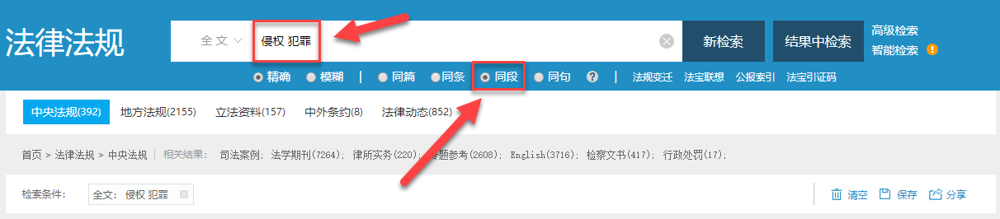 法律法规
全文
侵权 犯罪
新检索
结果中检索
高级检索
智能检索
精确 模糊 同篇 同条 同段 同句 法规变迁 法宝联想 公报索引 法宝引证码
中央法规(392) 地方法规(2155) 立法资料(157) 中外条约(8) 法律动态(852)
首页 > 法律法规 > 中央法规 相关结果: 司法案例; 法学期刊(7264); 律所实务(220); 题参考(2608); English(3716); 检察文书(417); 行政处罚(17);
检索条件: 全文: 侵权 犯罪 清空 保存 分享